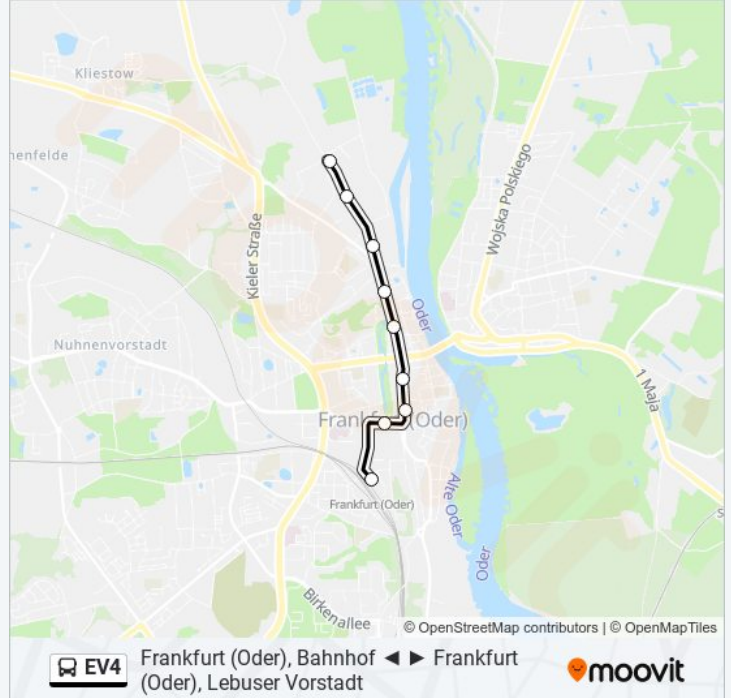 Kliestow
nenfelde
Wojska Polskiego
Kieler Straße
Oder
Nuhnenvorstadt
1 Maja
Frankfurt (Oder)
Alte Oder
Frankfurt (Oder)
Oder
Birkenallee
© OpenStreetMap contributors | © OpenMapTiles
EV4
Frankfurt (Oder), Bahnhof ◄ ► Frankfurt
(Oder), Lebuser Vorstadt
moovit